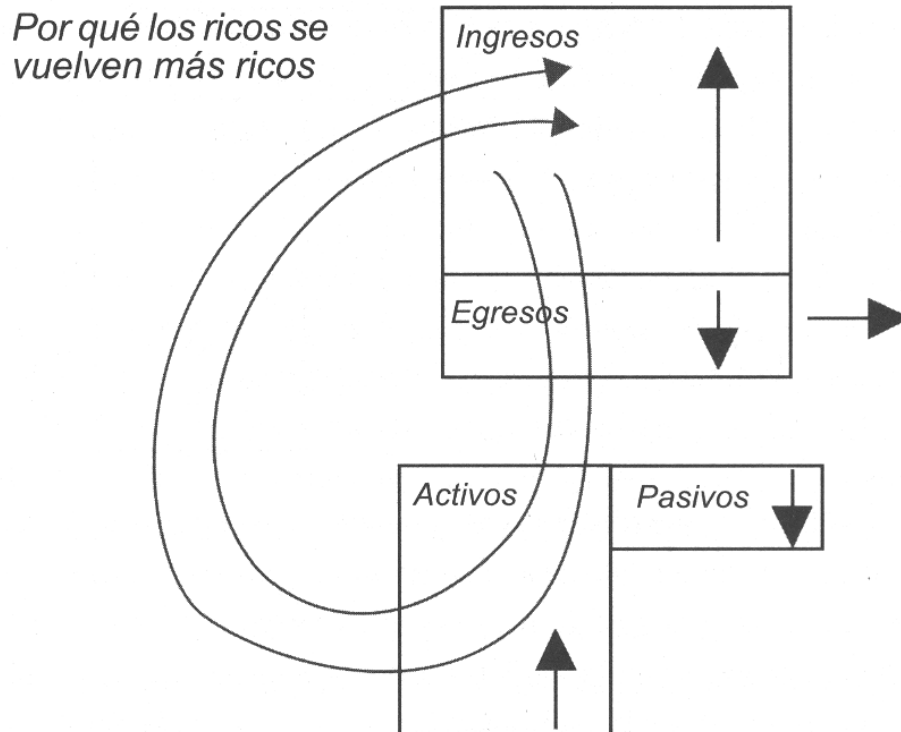 Por qué los ricos se
vuelven más ricos
Ingresos
Egresos
Activos
Pasivos